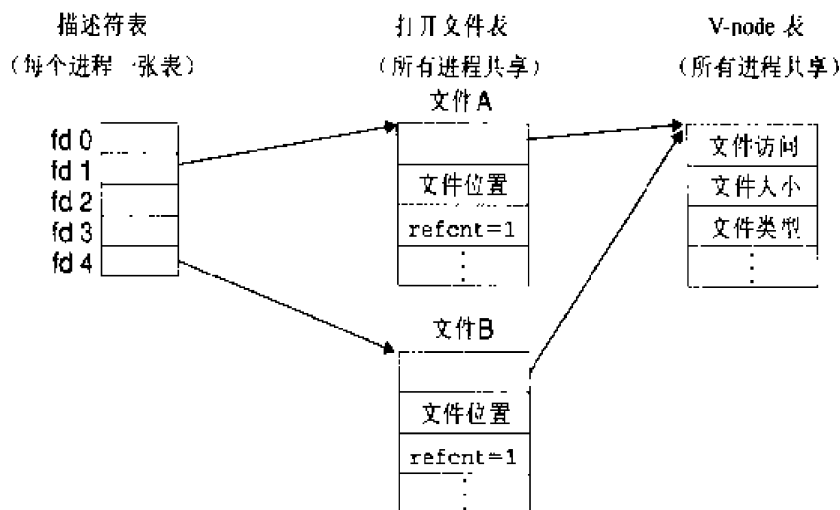 描述符表
(每个进程一张表)
打开文件表
(所有进程共享)
V-node 表
(所有进程共享)
文件A
fd 0
fd 1
fd 2
fd 3
fd 4
文件位置
refcnt=1
⋮
文件访问
文件大小
文件类型
⋮
文件B
文件位置
refcnt=1
⋮